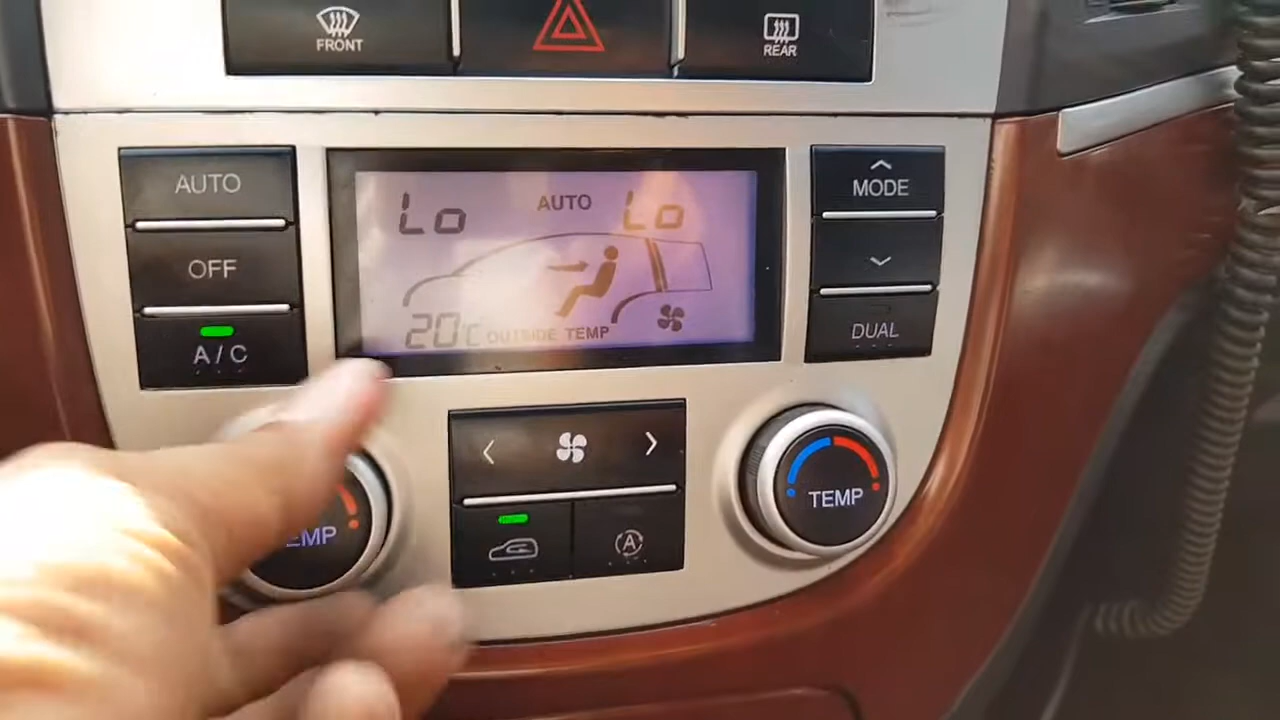 FRONT
REAR
AUTO
OFF
A/C
Lo AUTO Lo
20°C OUTSIDE TEMP
MODE
DUAL
EMP
A
TEMP